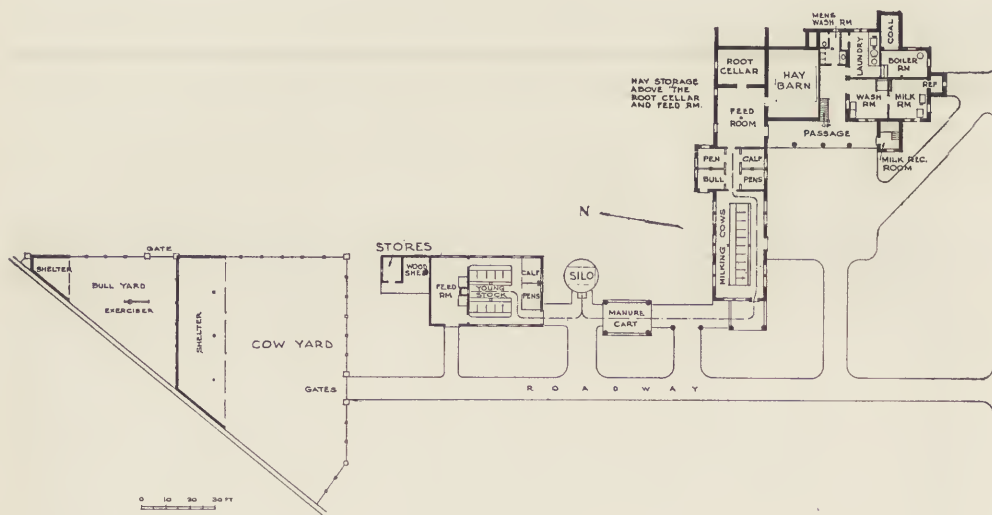 MENS
WASH RM
COAL
LAUNDRY
BOILER
RM
REF
ROOT
CELLAR
HAY
BARN
HAY STORAGE
ABOVE THE
ROOT CELLAR
AND FEED RM.
FEED
ROOM
WASH
RM
MILK
RM
PASSAGE
MILK REC.
ROOM
PEN
CALF
BULL
PENS
N
MILKING COWS
STORES
WOOD
SHED
FEED
RM
YOUNG
STOCK
CALF
PENS
SILO
MANURE
CART
GATE
SHELTER
BULL YARD
EXERCISER
SHELTER
COW YARD
GATES
ROADWAY
0 10 20 30 FT